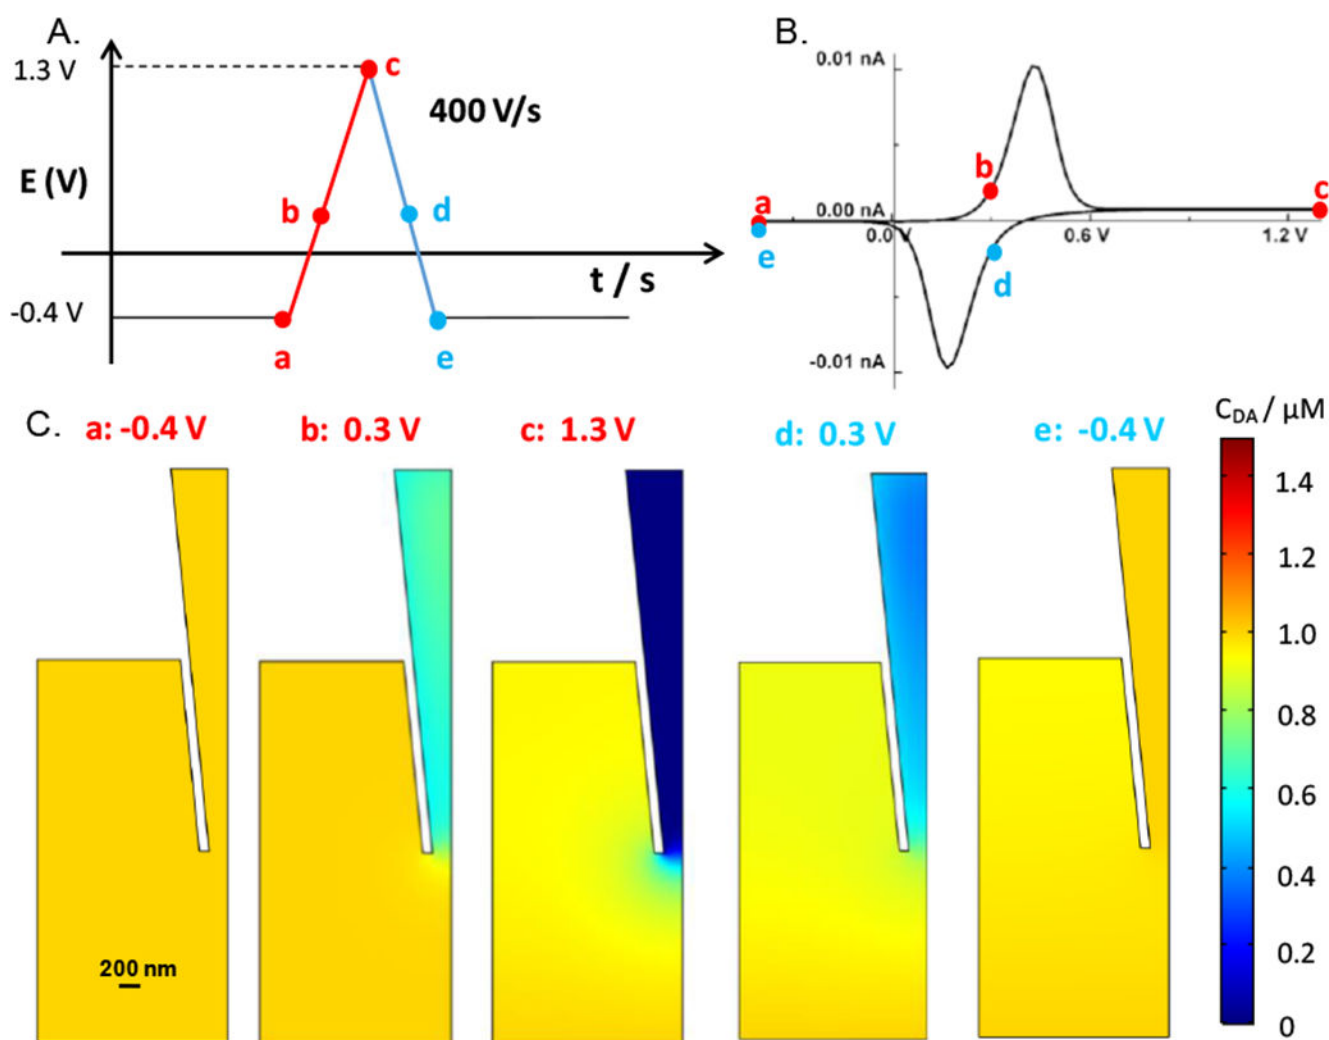 A.
B.
1.3 V
c
400 V/s
E (V)
b
d
t / s
-0.4 V
a
e
0.01 nA
b
a
0.00 nA
c
e
0.0 V
0.6 V
1.2 V
d
-0.01 nA
C.
a: -0.4 V
b: 0.3 V
c: 1.3 V
d: 0.3 V
e: -0.4 V
CDA / µM
1.4
1.2
1.0
0.8
0.6
0.4
0.2
0
200 nm